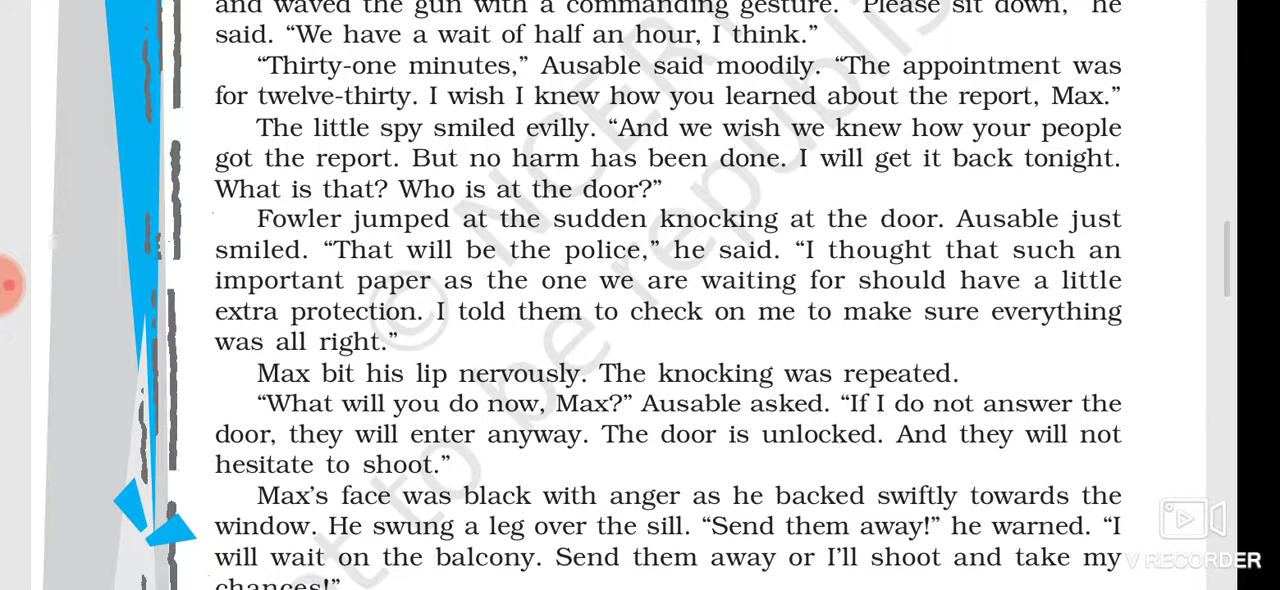 and waved the gun with a commanding gesture. “Please sit down,” he
said. “We have a wait of half an hour, I think.”
“Thirty-one minutes,” Ausable said moodily. “The appointment was
for twelve-thirty. I wish I knew how you learned about the report, Max.”
The little spy smiled evilly. “And we wish we knew how your people
got the report. But no harm has been done. I will get it back tonight.
What is that? Who is at the door?”
Fowler jumped at the sudden knocking at the door. Ausable just
smiled. “That will be the police,” he said. “I thought that such an
important paper as the one we are waiting for should have a little
extra protection. I told them to check on me to make sure everything
was all right.”
Max bit his lip nervously. The knocking was repeated.
“What will you do now, Max?” Ausable asked. “If I do not answer the
door, they will enter anyway. The door is unlocked. And they will not
hesitate to shoot.”
Max’s face was black with anger as he backed swiftly towards the
window. He swung a leg over the sill. “Send them away!” he warned. “I
will wait on the balcony. Send them away or I’ll shoot and take my
chances!”
© NCERT
to be republis
V RECORDER